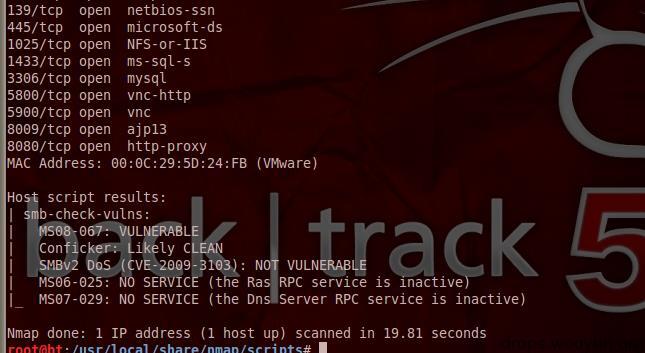 139/tcp open netbios-ssn
445/tcp open microsoft-ds
1025/tcp open NFS-or-IIS
1433/tcp open ms-sql-s
3306/tcp open mysql
5800/tcp open vnc-http
5900/tcp open vnc
8009/tcp open ajp13
8080/tcp open http-proxy
MAC Address: 00:0C:29:5D:24:FB (VMware)
Host script results:
| smb-check-vulns:
| MS08-067: VULNERABLE
| Conficker: Likely CLEAN
| SMBv2 DoS (CVE-2009-3103): NOT VULNERABLE
| MS06-025: NO SERVICE (the Ras RPC service is inactive)
|_ MS07-029: NO SERVICE (the Dns Server RPC service is inactive)
back | track 5
Nmap done: 1 IP address (1 host up) scanned in 19.81 seconds
root@bt:/usr/local/share/nmap/scripts#